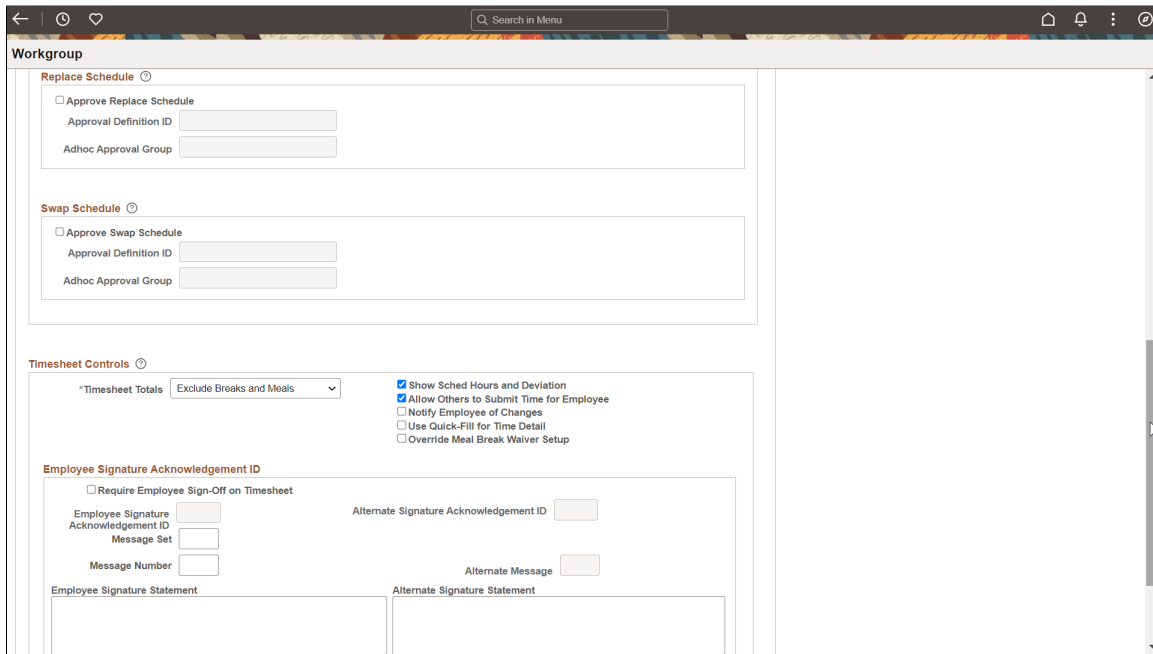 Search in Menu
Workgroup
Replace Schedule
Approve Replace Schedule
Approval Definition ID
Adhoc Approval Group
Swap Schedule
Approve Swap Schedule
Approval Definition ID
Adhoc Approval Group
Timesheet Controls
*Timesheet Totals Exclude Breaks and Meals
Show Sched Hours and Deviation
Allow Others to Submit Time for Employee
Notify Employee of Changes
Use Quick-Fill for Time Detail
Override Meal Break Waiver Setup
Employee Signature Acknowledgement ID
Require Employee Sign-Off on Timesheet
Employee Signature
Acknowledgement ID
Alternate Signature Acknowledgement ID
Message Set
Message Number
Alternate Message
Employee Signature Statement
Alternate Signature Statement